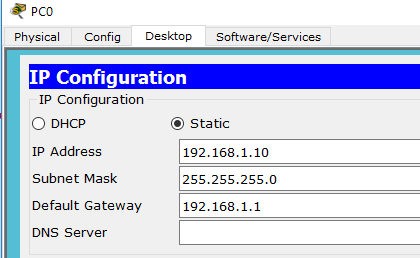 PC0
Physical Config Desktop Software/Services
IP Configuration
IP Configuration
DHCP Static
IP Address 192.168.1.10
Subnet Mask 255.255.255.0
Default Gateway 192.168.1.1
DNS Server